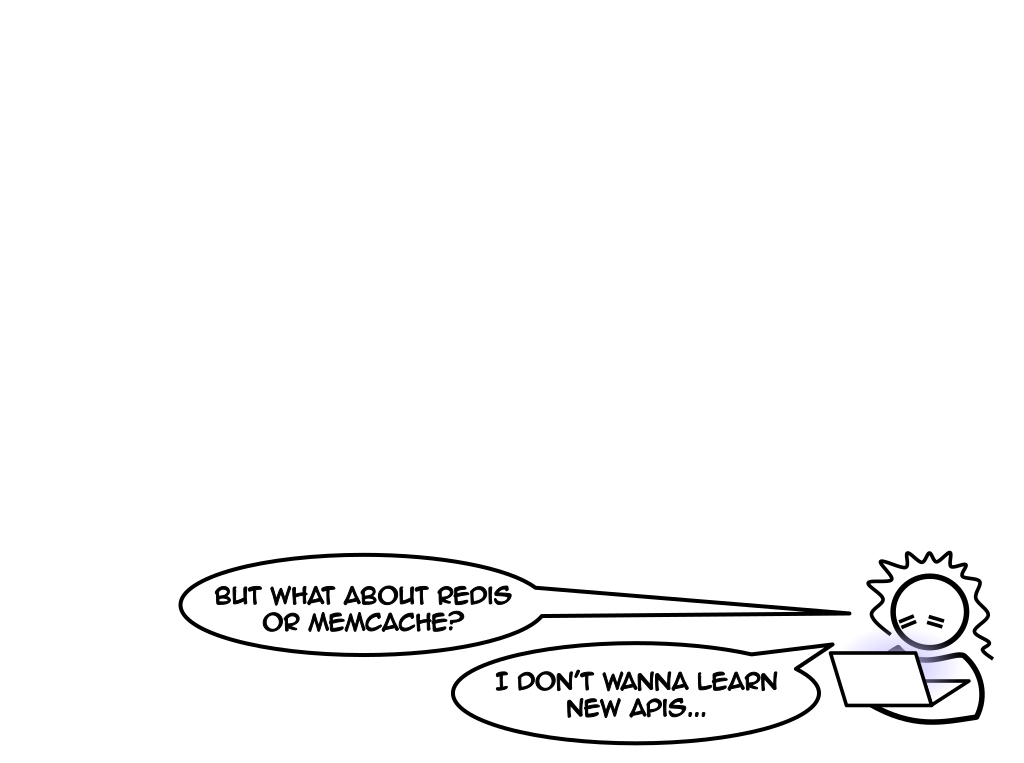 BUT WHAT ABOUT REDIS
OR MEMCACHE?
I DON'T WANNA LEARN
NEW APIS...